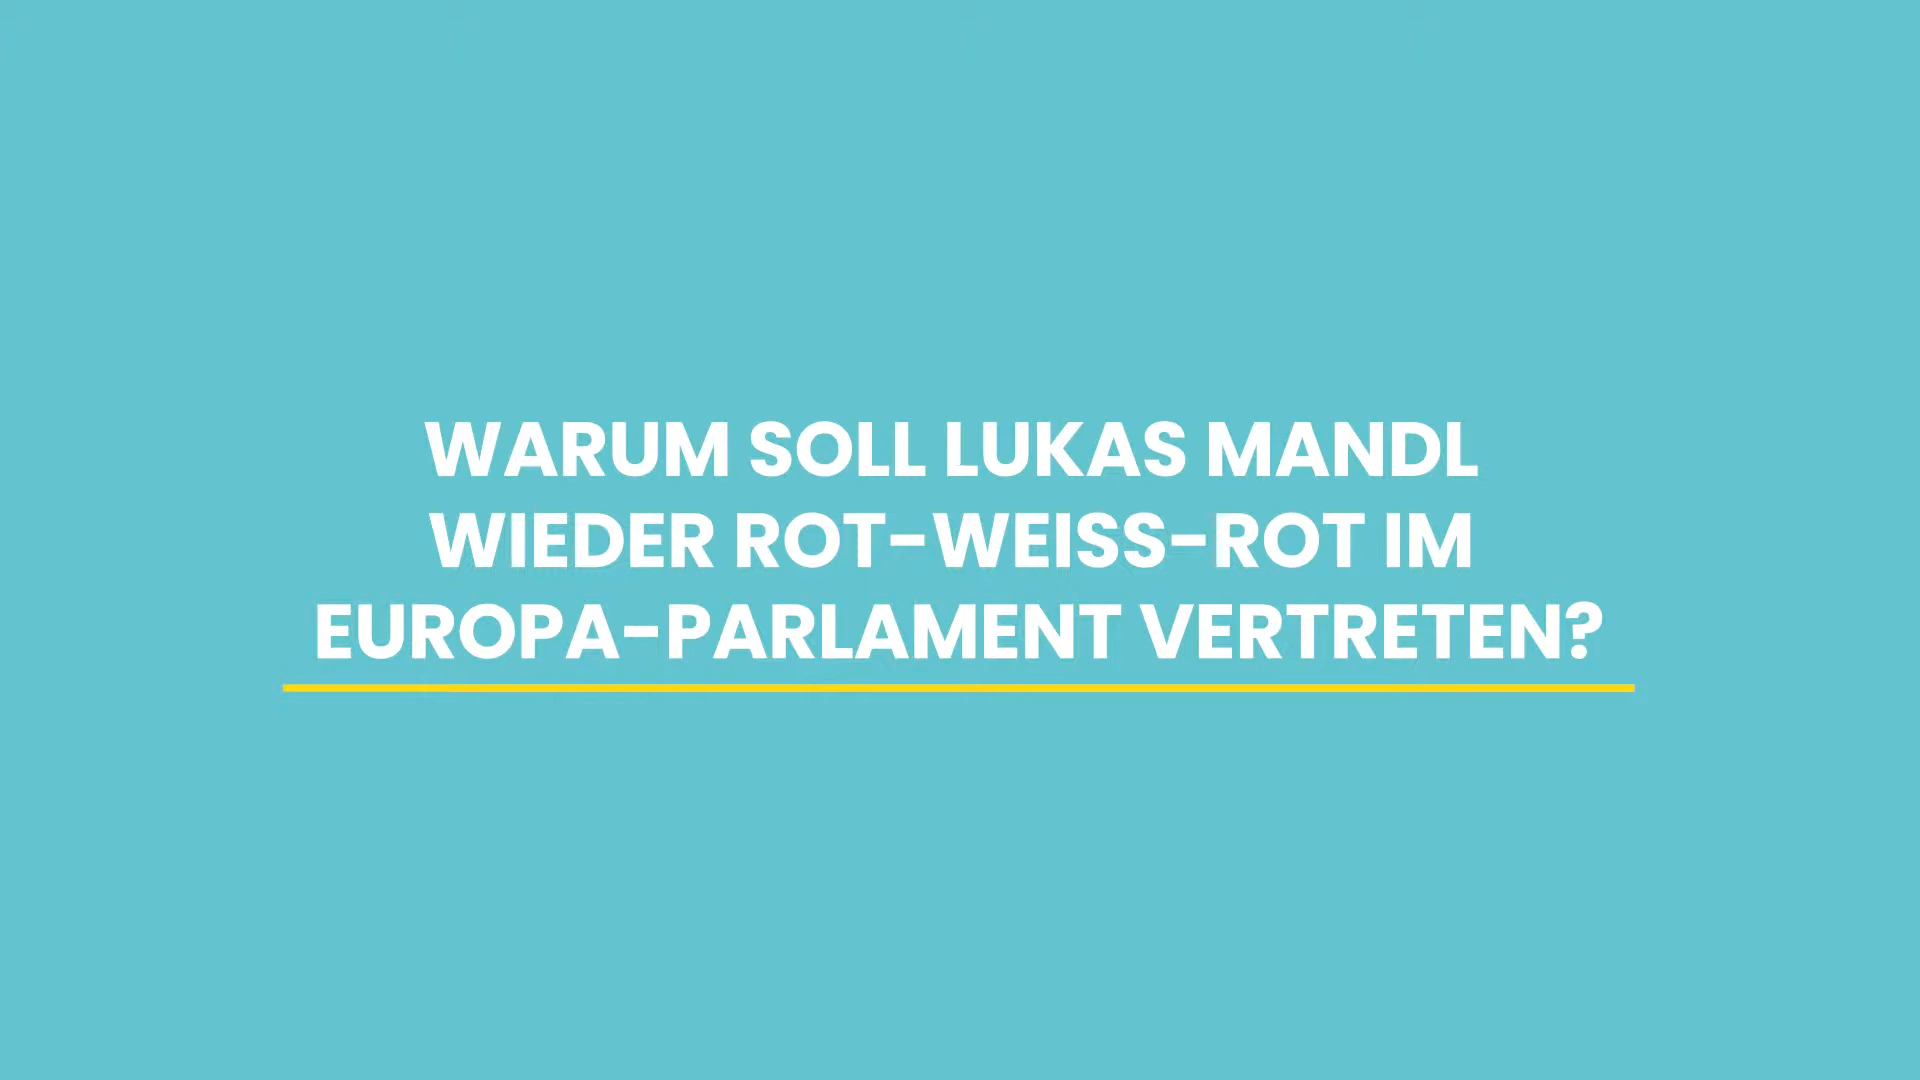 WARUM SOLL LUKAS MANDL
WIEDER ROT-WEISS-ROT IM
EUROPA-PARLAMENT VERTRETEN?